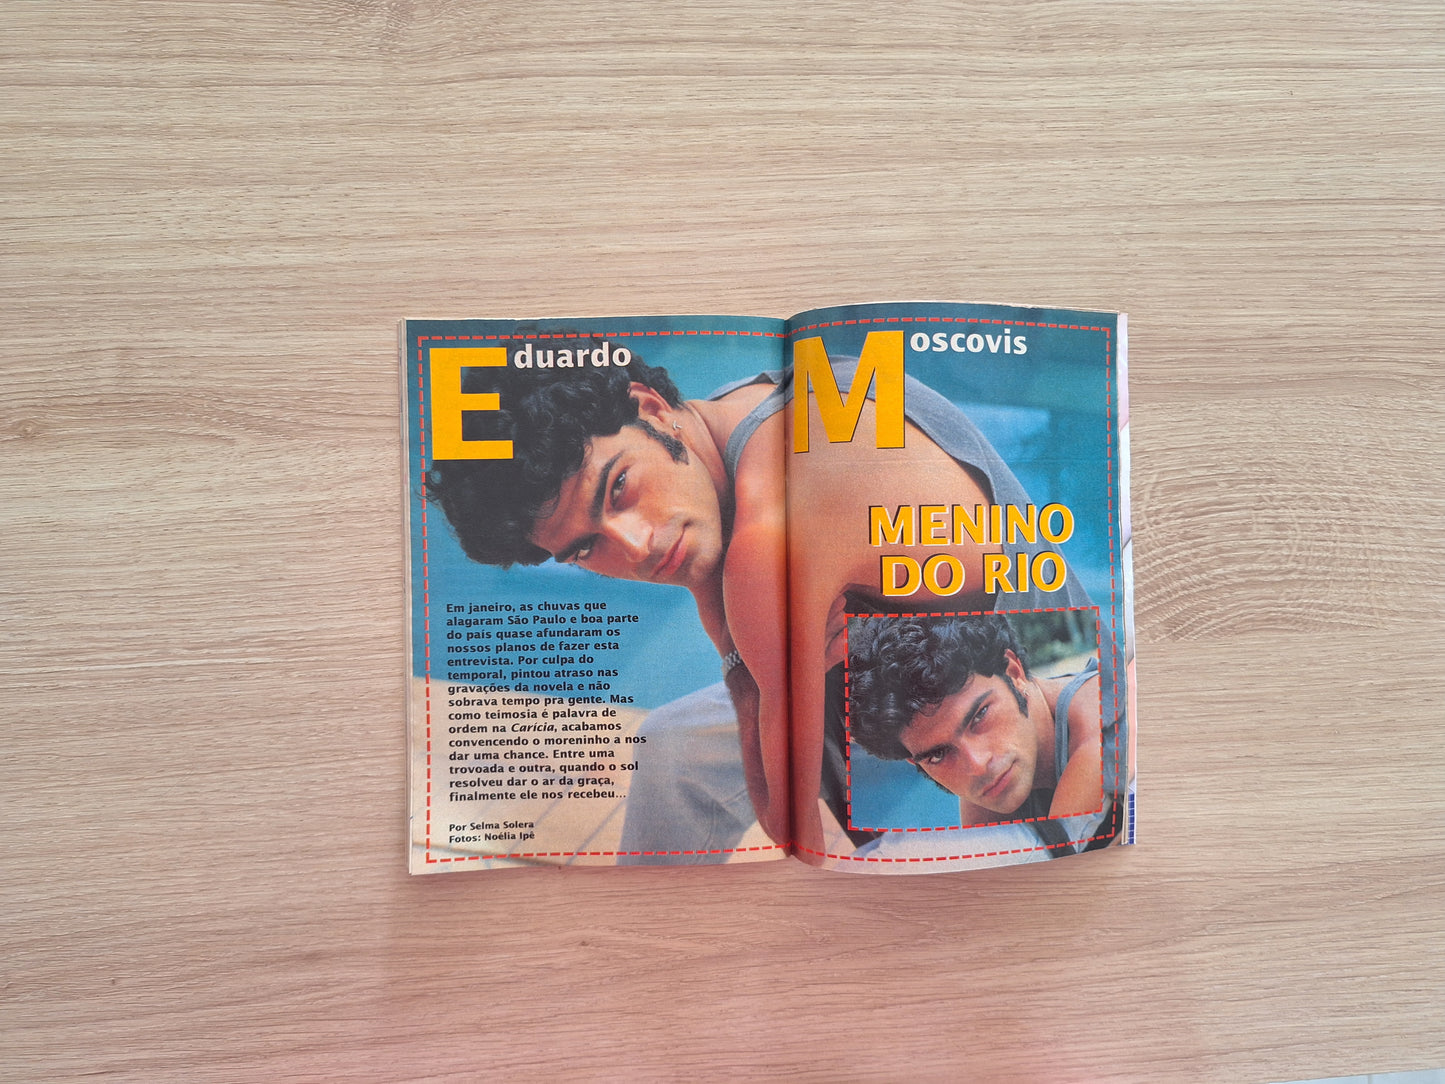 Eduardo
Moscovis
MENINO
DO RIO
Em janeiro, as chuvas que
alagaram São Paulo e boa parte
do país quase afundaram os
nossos planos de fazer esta
entrevista. Por culpa do
temporal, pintou atraso nas
gravações da novela e não
sobrava tempo pra gente. Mas
como teimosia é palavra de
ordem na Carícia, acabamos
convencendo o moreninho a nos
dar uma chance. Entre uma
trovoada e outra, quando o sol
resolveu dar o ar da graça,
finalmente ele nos recebeu...
Por Selma Solera
Fotos: Noélia Ipê